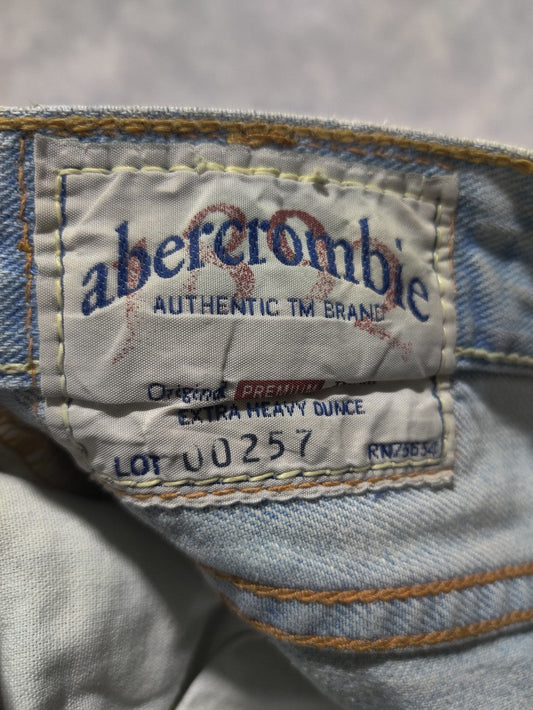 abercrombie
AUTHENTIC TM BRAND
Original PREMIUM
EXTRA HEAVY OUNCE
LOT 00257